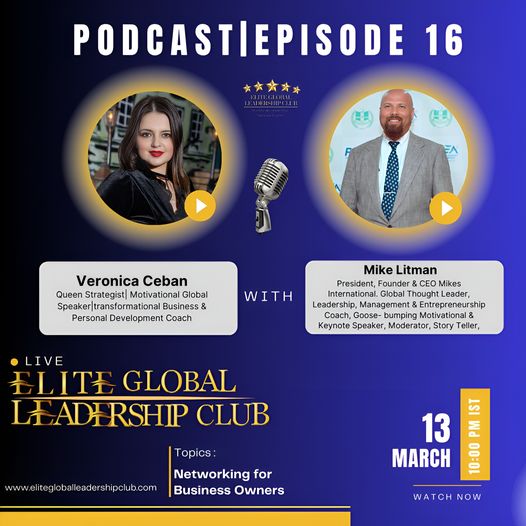 PODCAST|EPISODE 16
ELITE GLOBAL
LEADERSHIP CLUB
Veronica Ceban
Queen Strategist| Motivational Global
Speaker|transformational Business &
Personal Development Coach
WITH
Mike Litman
President, Founder & CEO Mikes
International. Global Thought Leader,
Leadership, Management & Entrepreneurship
Coach, Goose- bumping Motivational &
Keynote Speaker, Moderator, Story Teller,
LIVE
ELITE GLOBAL
LEADERSHIP CLUB
Topics :
Networking for
Business Owners
www.elitegloballeadershipclub.com
13
MARCH
10:00 PM IST
WATCH NOW